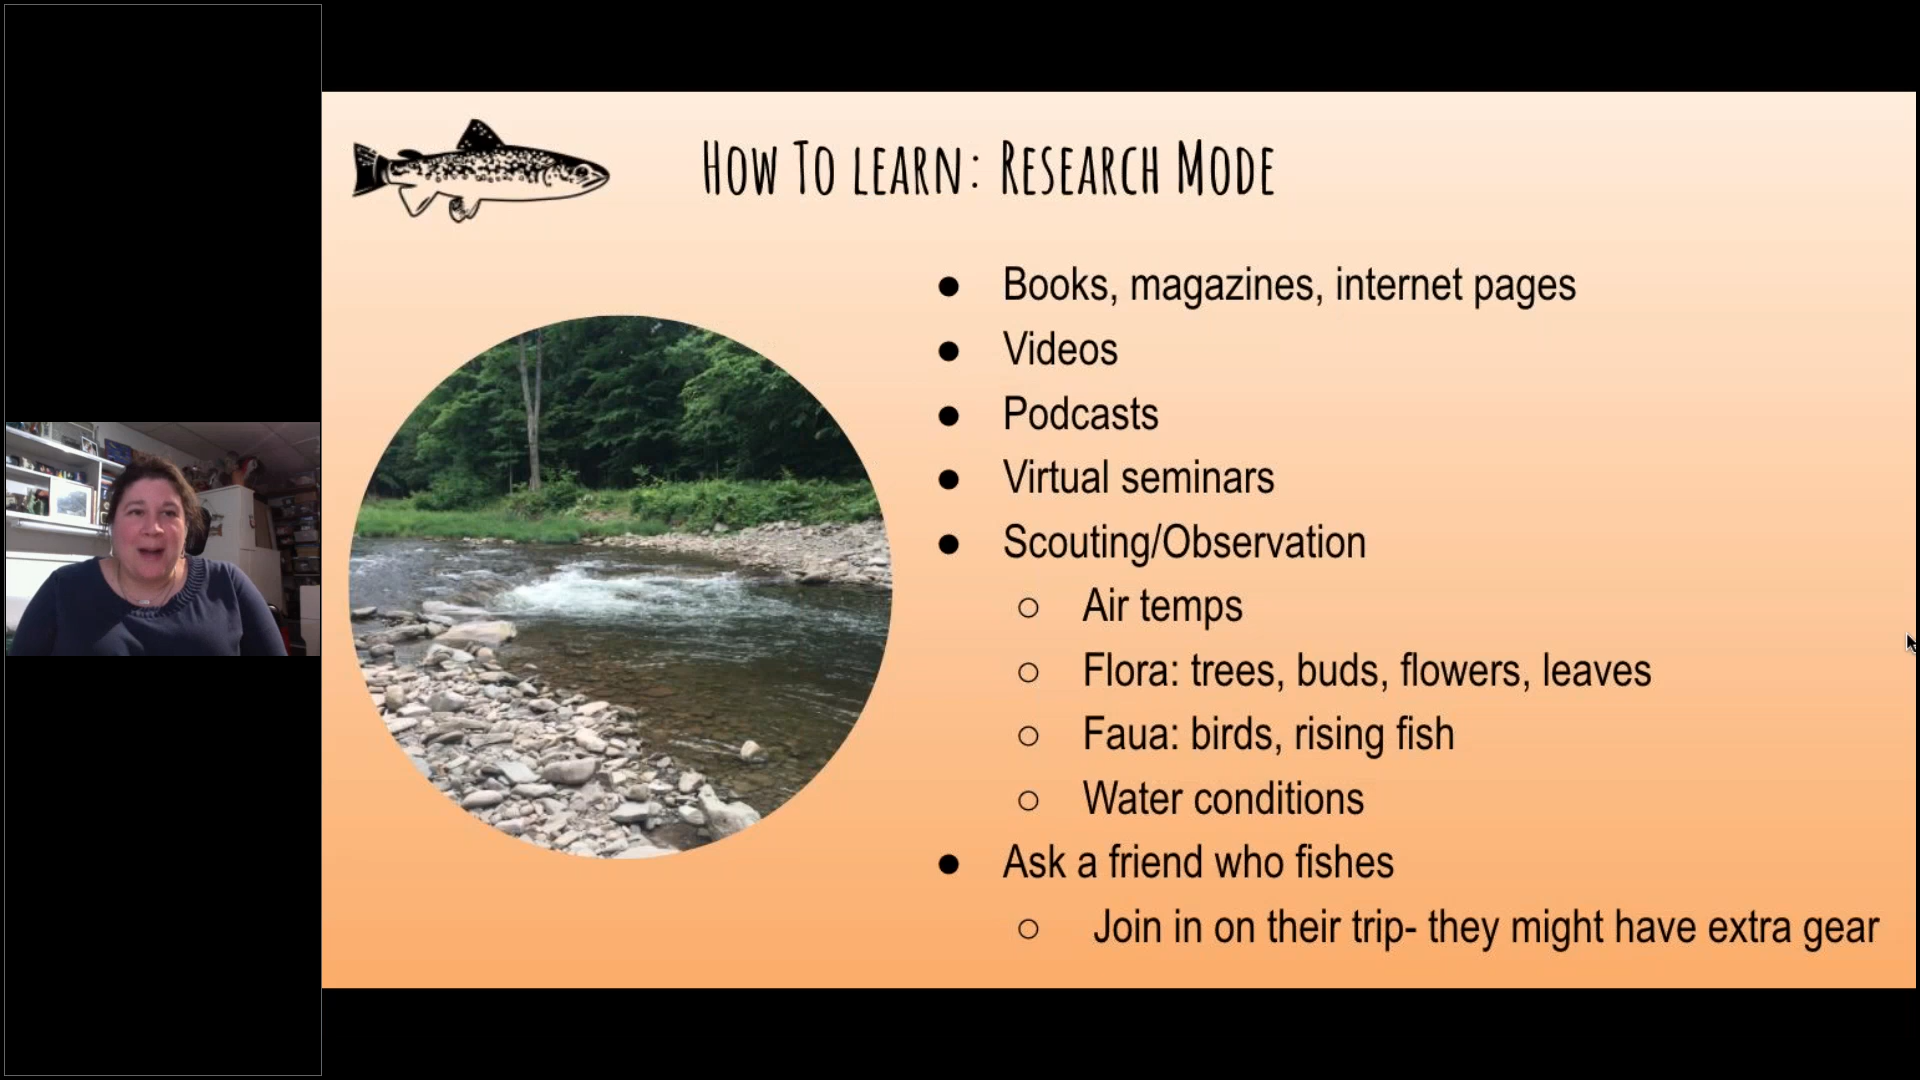 How To learn: Research Mode
● Books, magazines, internet pages
● Videos
● Podcasts
● Virtual seminars
● Scouting/Observation
○ Air temps
○ Flora: trees, buds, flowers, leaves
○ Faua: birds, rising fish
○ Water conditions
● Ask a friend who fishes
○ Join in on their trip- they might have extra gear